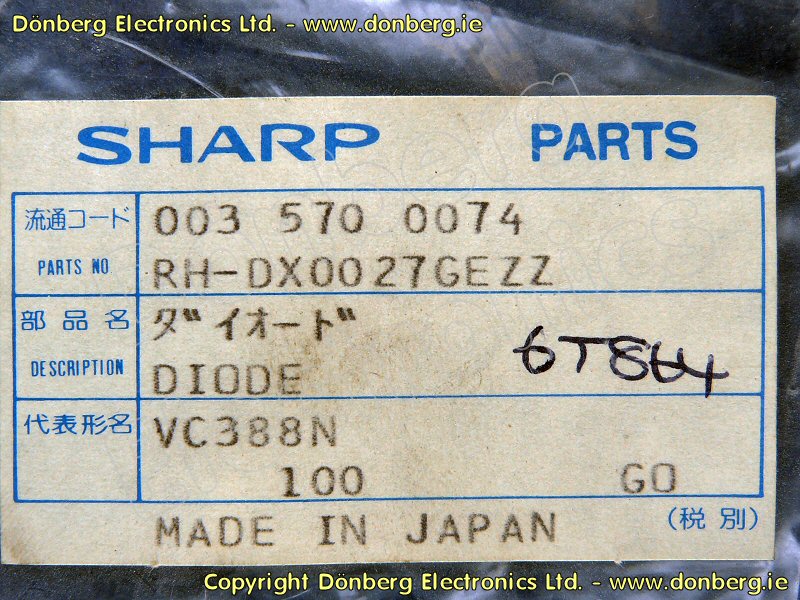 Dönberg Electronics Ltd. - www.donberg.ie
SHARP PARTS
流通コード 003 570 0074
PARTS NO RH-DX0027GEZZ
部品名 ダイオード
DESCRIPTION DIODE
代表形名 VC388N
100 GO
MADE IN JAPAN (税別)
Copyright Dönberg Electronics Ltd. - www.donberg.ie